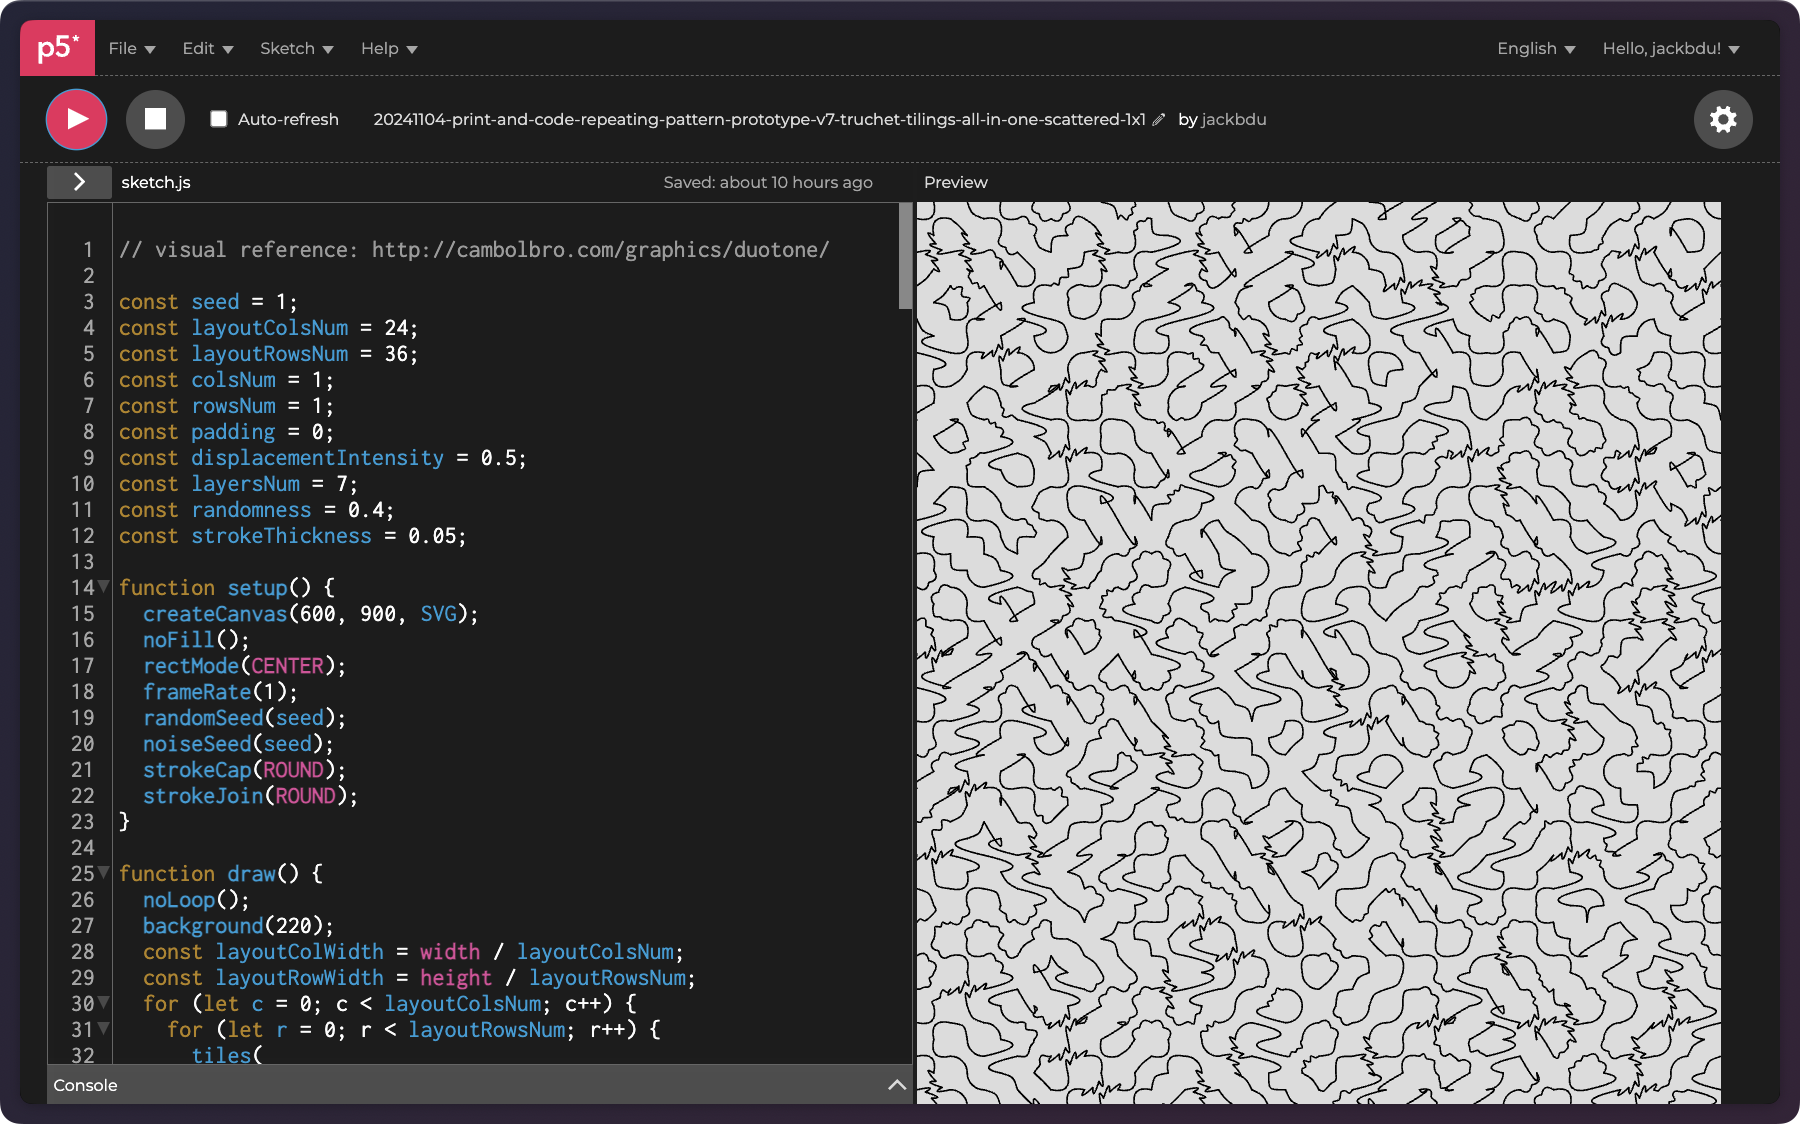 p5* File Edit Sketch Help English Hello, jackbdu!
Auto-refresh 20241104-print-and-code-repeating-pattern-prototype-v7-truchet-tilings-all-in-one-scattered-1x1 by jackbdu
sketch.js Saved: about 10 hours ago Preview
1 // visual reference: http://cambolbro.com/graphics/duotone/
2
3 const seed = 1;
4 const layoutColsNum = 24;
5 const layoutRowsNum = 36;
6 const colsNum = 1;
7 const rowsNum = 1;
8 const padding = 0;
9 const displacementIntensity = 0.5;
10 const layersNum = 7;
11 const randomness = 0.4;
12 const strokeThickness = 0.05;
13
14 function setup() {
15 createCanvas(600, 900, SVG);
16 noFill();
17 rectMode(CENTER);
18 frameRate(1);
19 randomSeed(seed);
20 noiseSeed(seed);
21 strokeCap(ROUND);
22 strokeJoin(ROUND);
23 }
24
25 function draw() {
26 noLoop();
27 background(220);
28 const layoutColWidth = width / layoutColsNum;
29 const layoutRowWidth = height / layoutRowsNum;
30 for (let c = 0; c < layoutColsNum; c++) {
31 for (let r = 0; r < layoutRowsNum; r++) {
32 tiles(
Console